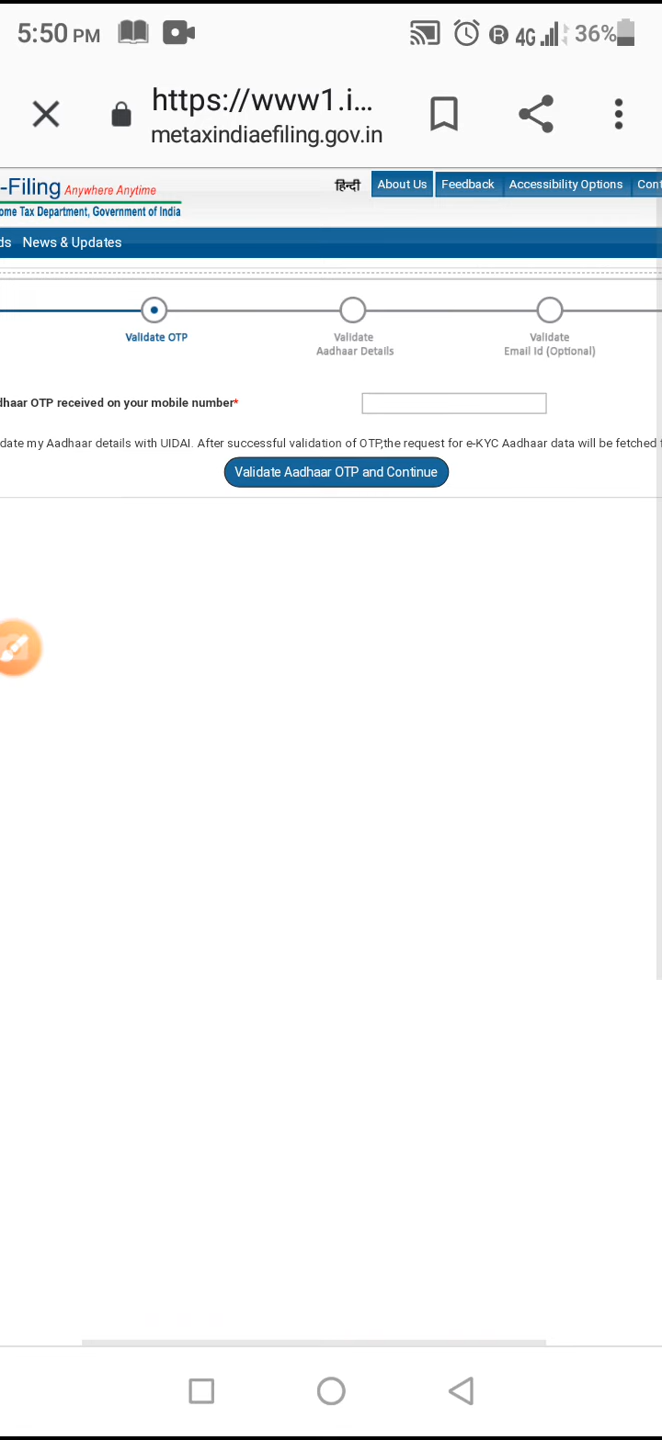 5:50 PM
R 4G 36%
https://www1.i...
metaxindiaefiling.gov.in
-Filing Anywhere Anytime
ome Tax Department, Government of India
हिन्दी About Us Feedback Accessibility Options Cont
ds News & Updates
Validate OTP
Validate
Aadhaar Details
Validate
Email Id (Optional)
dhaar OTP received on your mobile number*
date my Aadhaar details with UIDAI. After successful validation of OTP,the request for e-KYC Aadhaar data will be fetched f
Validate Aadhaar OTP and Continue